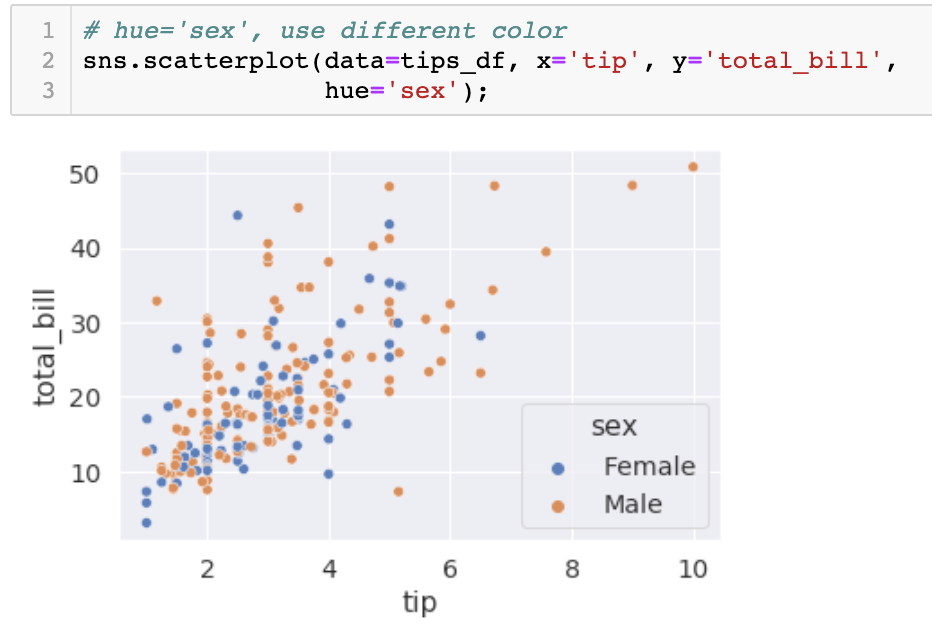 1 # hue='sex', use different color
2 sns.scatterplot(data=tips_df, x='tip', y='total_bill',
3 hue='sex');
50
40
30
20
10
total_bill
sex
Female
Male
2 4 6 8 10
tip